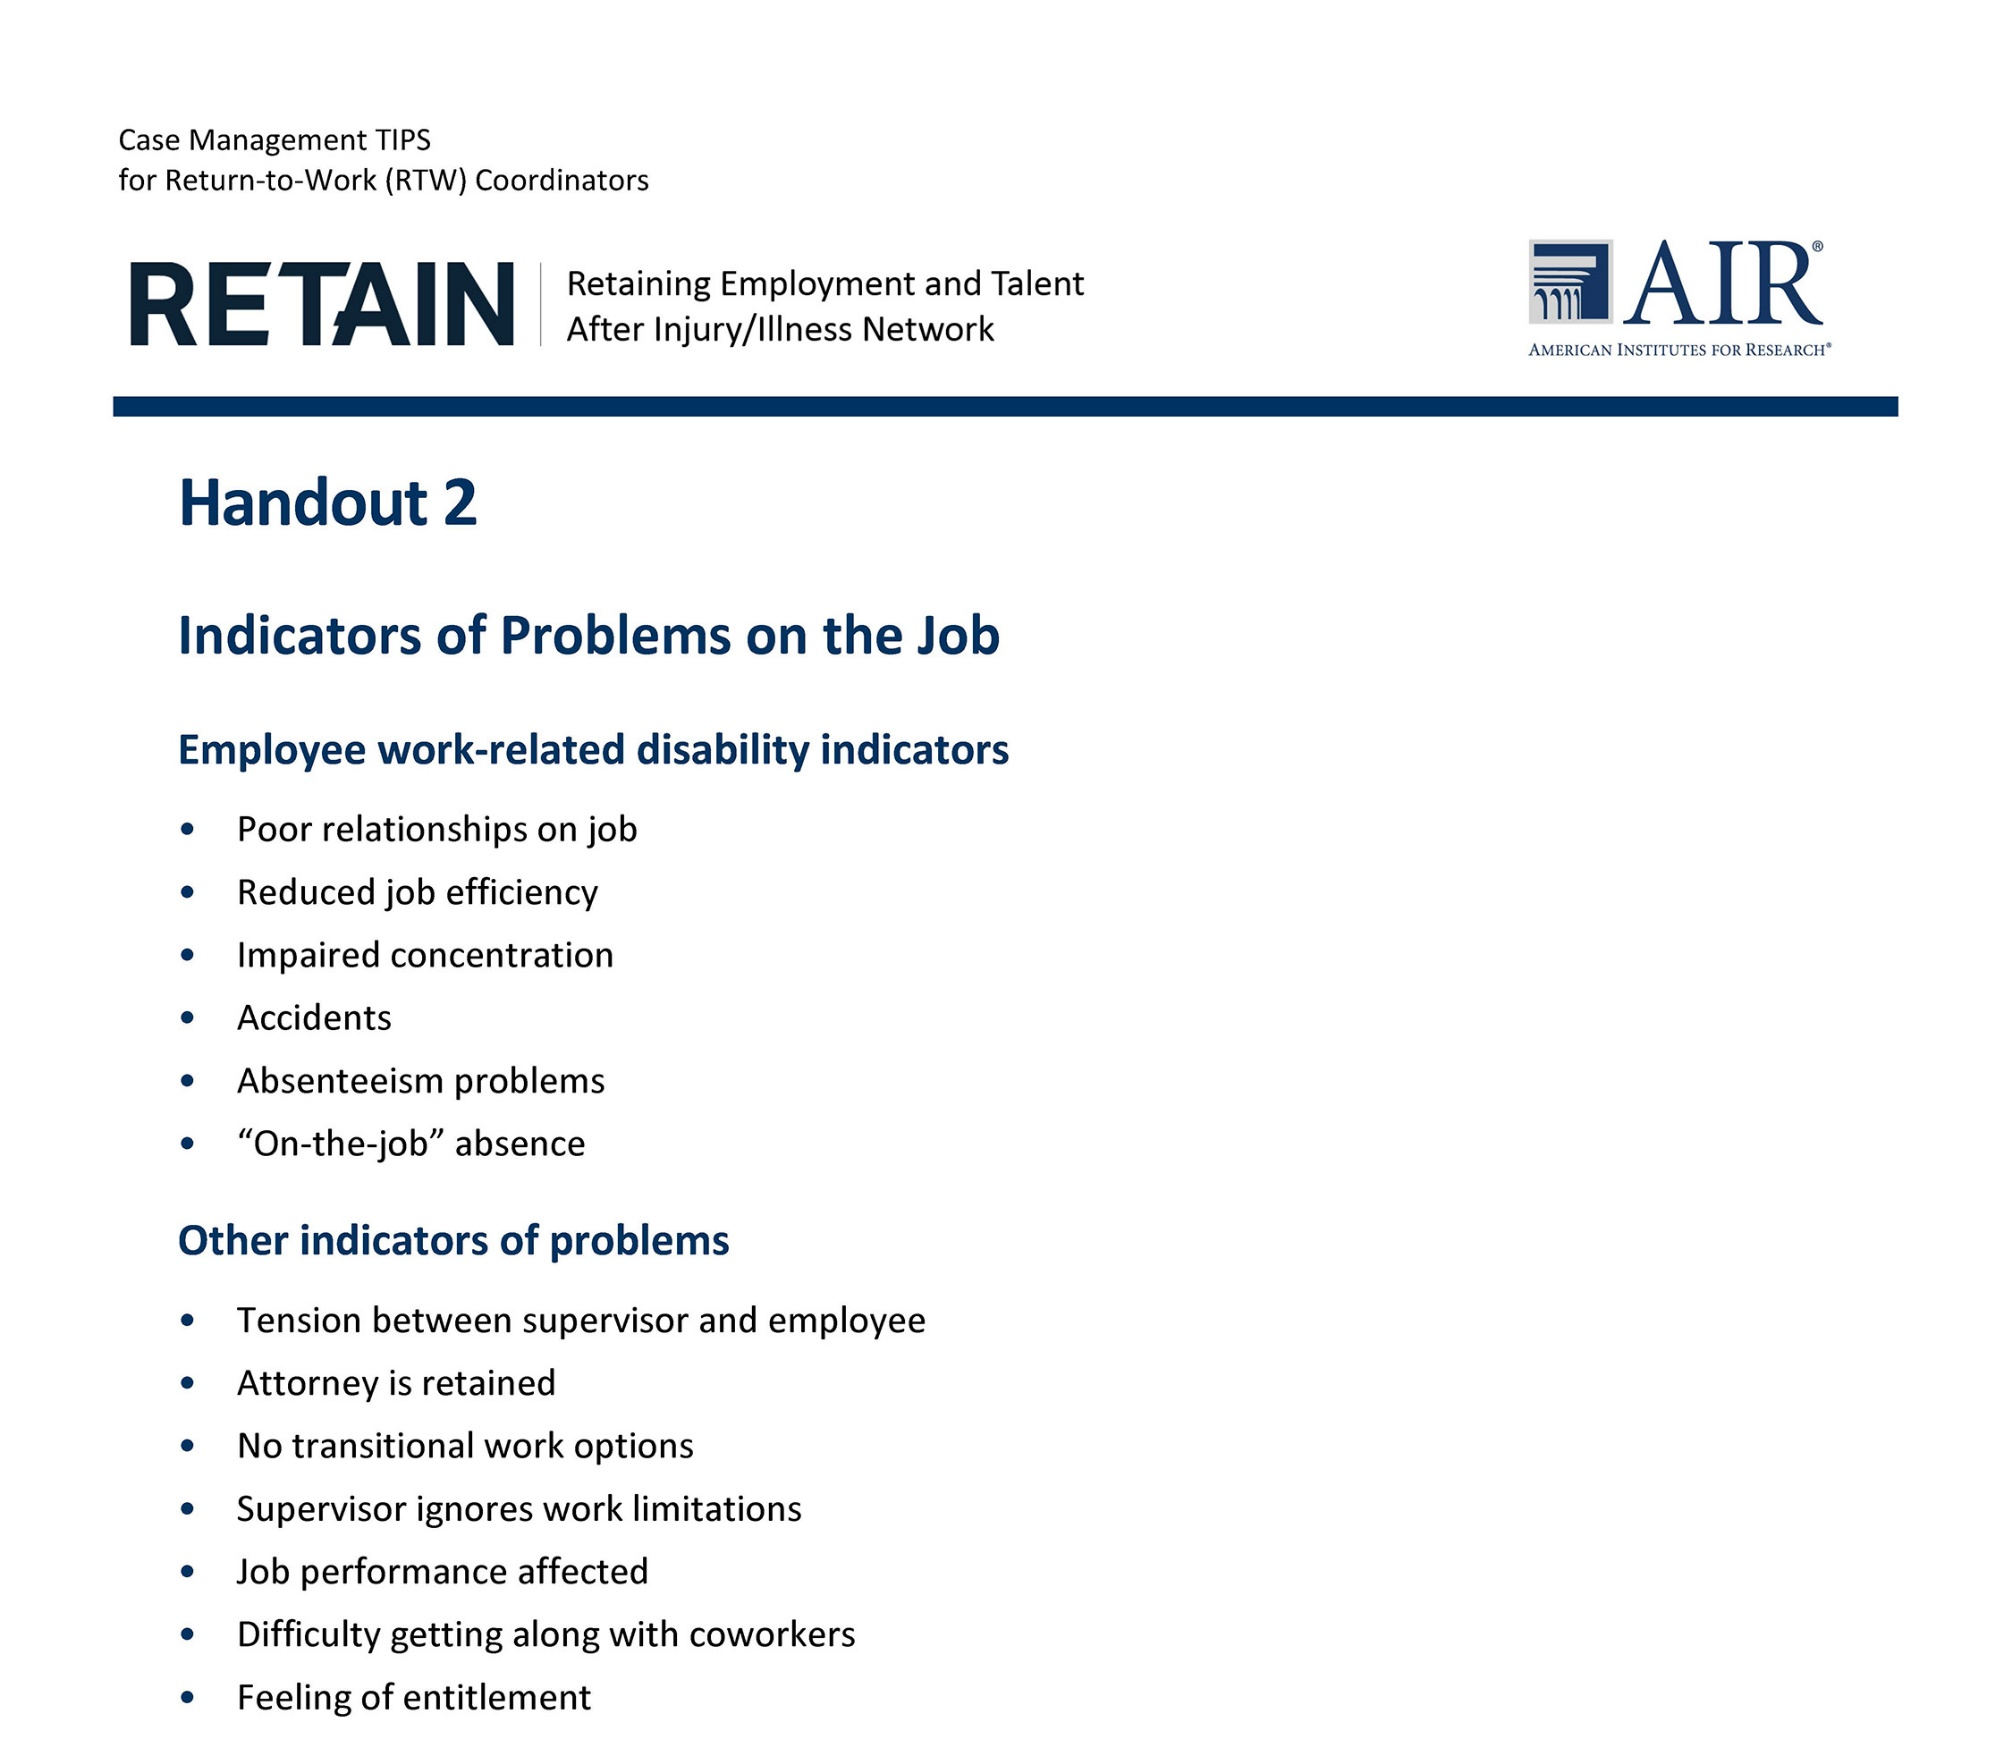 Case Management TIPS
for Return-to-Work (RTW) Coordinators
RETAIN
Retaining Employment and Talent
After Injury/Illness Network
AIR®
AMERICAN INSTITUTES FOR RESEARCH®
Handout 2
Indicators of Problems on the Job
Employee work-related disability indicators
• Poor relationships on job
• Reduced job efficiency
• Impaired concentration
• Accidents
• Absenteeism problems
• “On-the-job” absence
Other indicators of problems
• Tension between supervisor and employee
• Attorney is retained
• No transitional work options
• Supervisor ignores work limitations
• Job performance affected
• Difficulty getting along with coworkers
• Feeling of entitlement